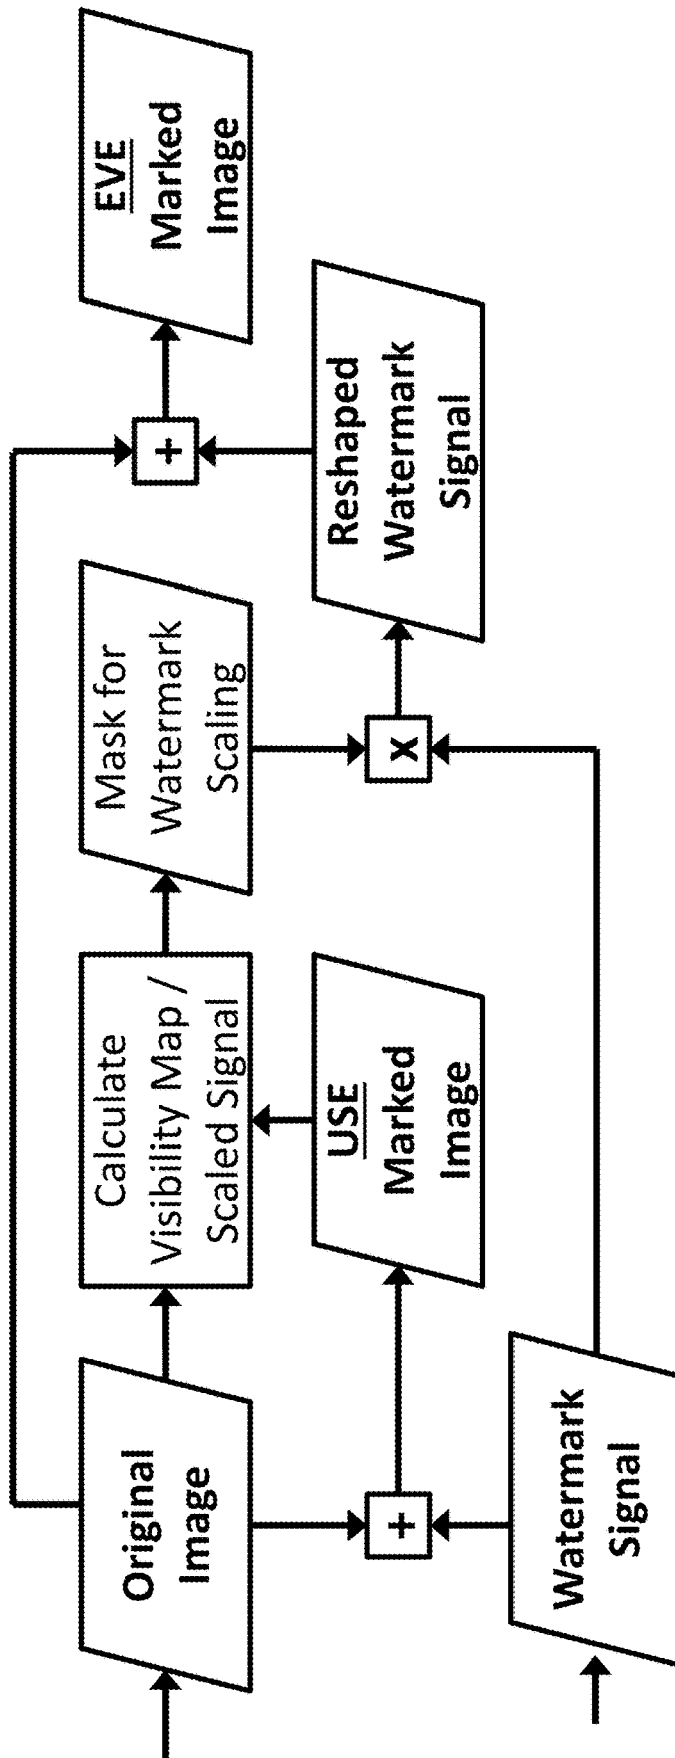 Original
Image
Calculate
Visibility Map /
Scaled Signal
Mask for
Watermark
Scaling
+
EVE
Marked
Image
+
USE
Marked
Image
X
Reshaped
Watermark
Signal
Watermark
Signal